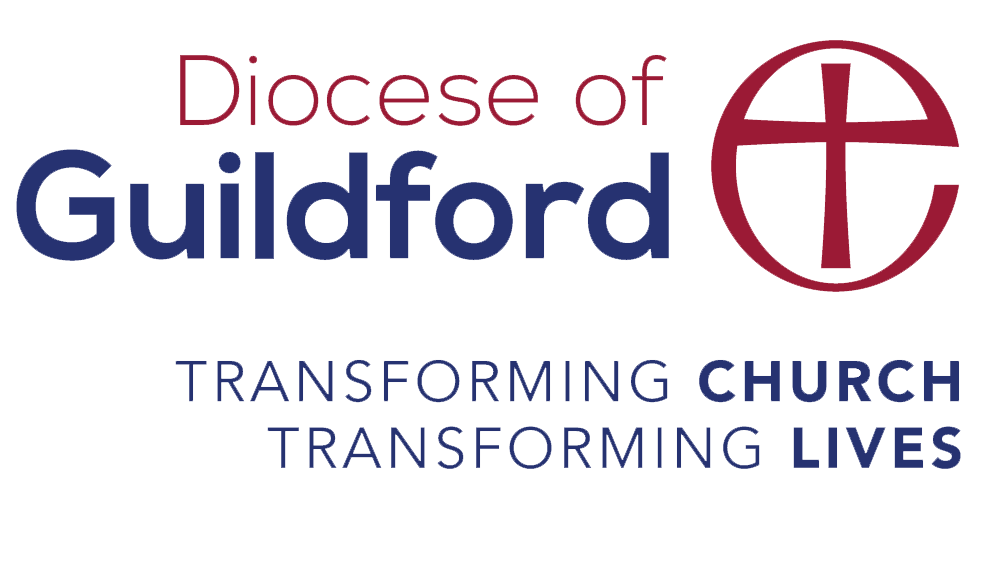 Diocese of
Guildford
TRANSFORMING CHURCH
TRANSFORMING LIVES